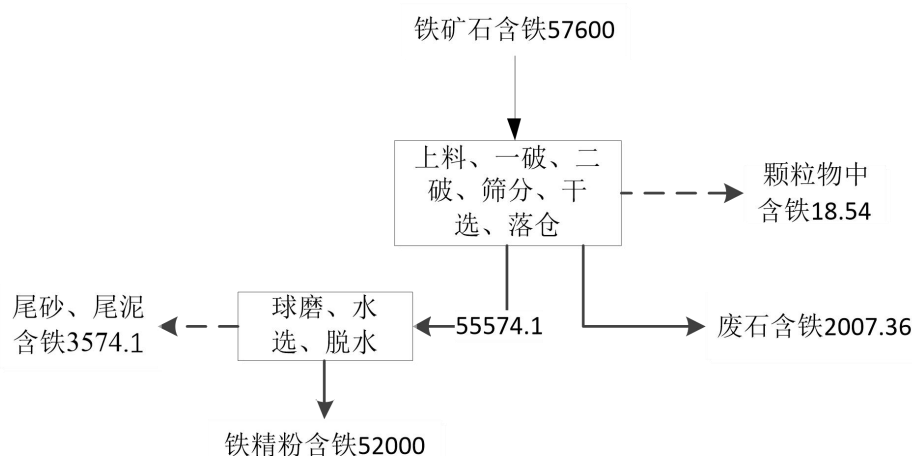 铁矿石含铁57600
上料、一破、二
破、筛分、干
选、落仓
颗粒物中
含铁18.54
尾砂、尾泥
含铁3574.1
球磨、水
选、脱水
55574.1
废石含铁2007.36
铁精粉含铁52000